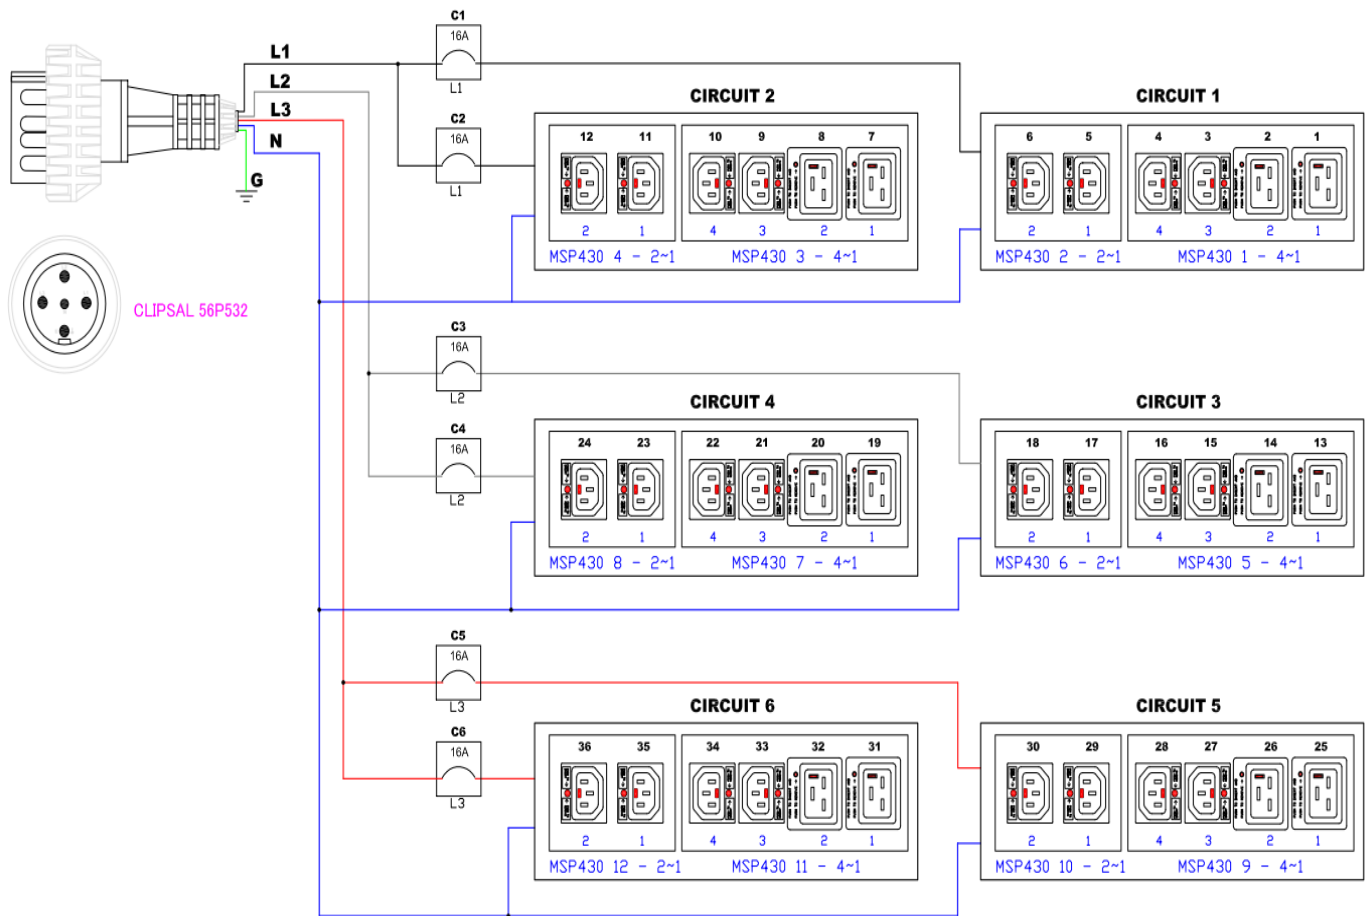 C1
16A
L1
L1
L2
L3
N
G
C2
16A
L1
CIRCUIT 2
12 11 10 9 8 7
2 1 4 3 2 1
MSP430 4 - 2~1 MSP430 3 - 4~1
CIRCUIT 1
6 5 4 3 2 1
2 1 4 3 2 1
MSP430 2 - 2~1 MSP430 1 - 4~1
CLIPSAL 56P532
C3
16A
L2
C4
16A
L2
CIRCUIT 4
24 23 22 21 20 19
2 1 4 3 2 1
MSP430 8 - 2~1 MSP430 7 - 4~1
CIRCUIT 3
18 17 16 15 14 13
2 1 4 3 2 1
MSP430 6 - 2~1 MSP430 5 - 4~1
C5
16A
L3
C6
16A
L3
CIRCUIT 6
36 35 34 33 32 31
2 1 4 3 2 1
MSP430 12 - 2~1 MSP430 11 - 4~1
CIRCUIT 5
30 29 28 27 26 25
2 1 4 3 2 1
MSP430 10 - 2~1 MSP430 9 - 4~1